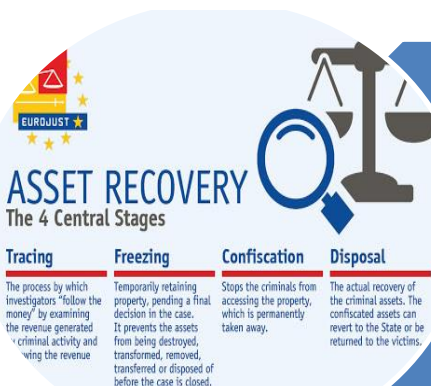 EUROJUST
ASSET RECOVERY
The 4 Central Stages
Tracing
The process by which
investigators "follow the
money" by examining
the revenue generated
criminal activity and
the revenue
Freezing
Temporarily retaining
property, pending a final
decision in the case.
It prevents the assets
from being destroyed,
transformed, removed,
transferred or disposed of
before the case is closed.
Confiscation
Stops the criminals from
accessing the property,
which is permanently
taken away.
Disposal
The actual recovery of
the criminal assets. The
confiscated assets can
revert to the State or be
returned to the victims.